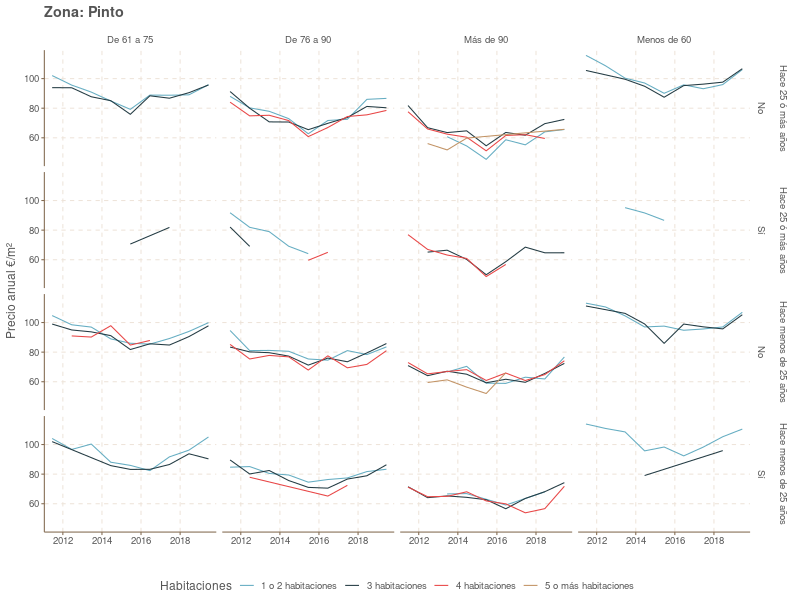 Zona: Pinto
De 61 a 75
De 76 a 90
Más de 90
Menos de 60
100
80
60
No
Hace 25 ó más años
100
80
60
Si
Hace 25 ó más años
100
80
60
No
Hace menos de 25 años
100
80
60
Si
Hace menos de 25 años
Precio anual €/m²
2012 2014 2016 2018
2012 2014 2016 2018
2012 2014 2016 2018
2012 2014 2016 2018
Habitaciones 1 o 2 habitaciones 3 habitaciones 4 habitaciones 5 o más habitaciones